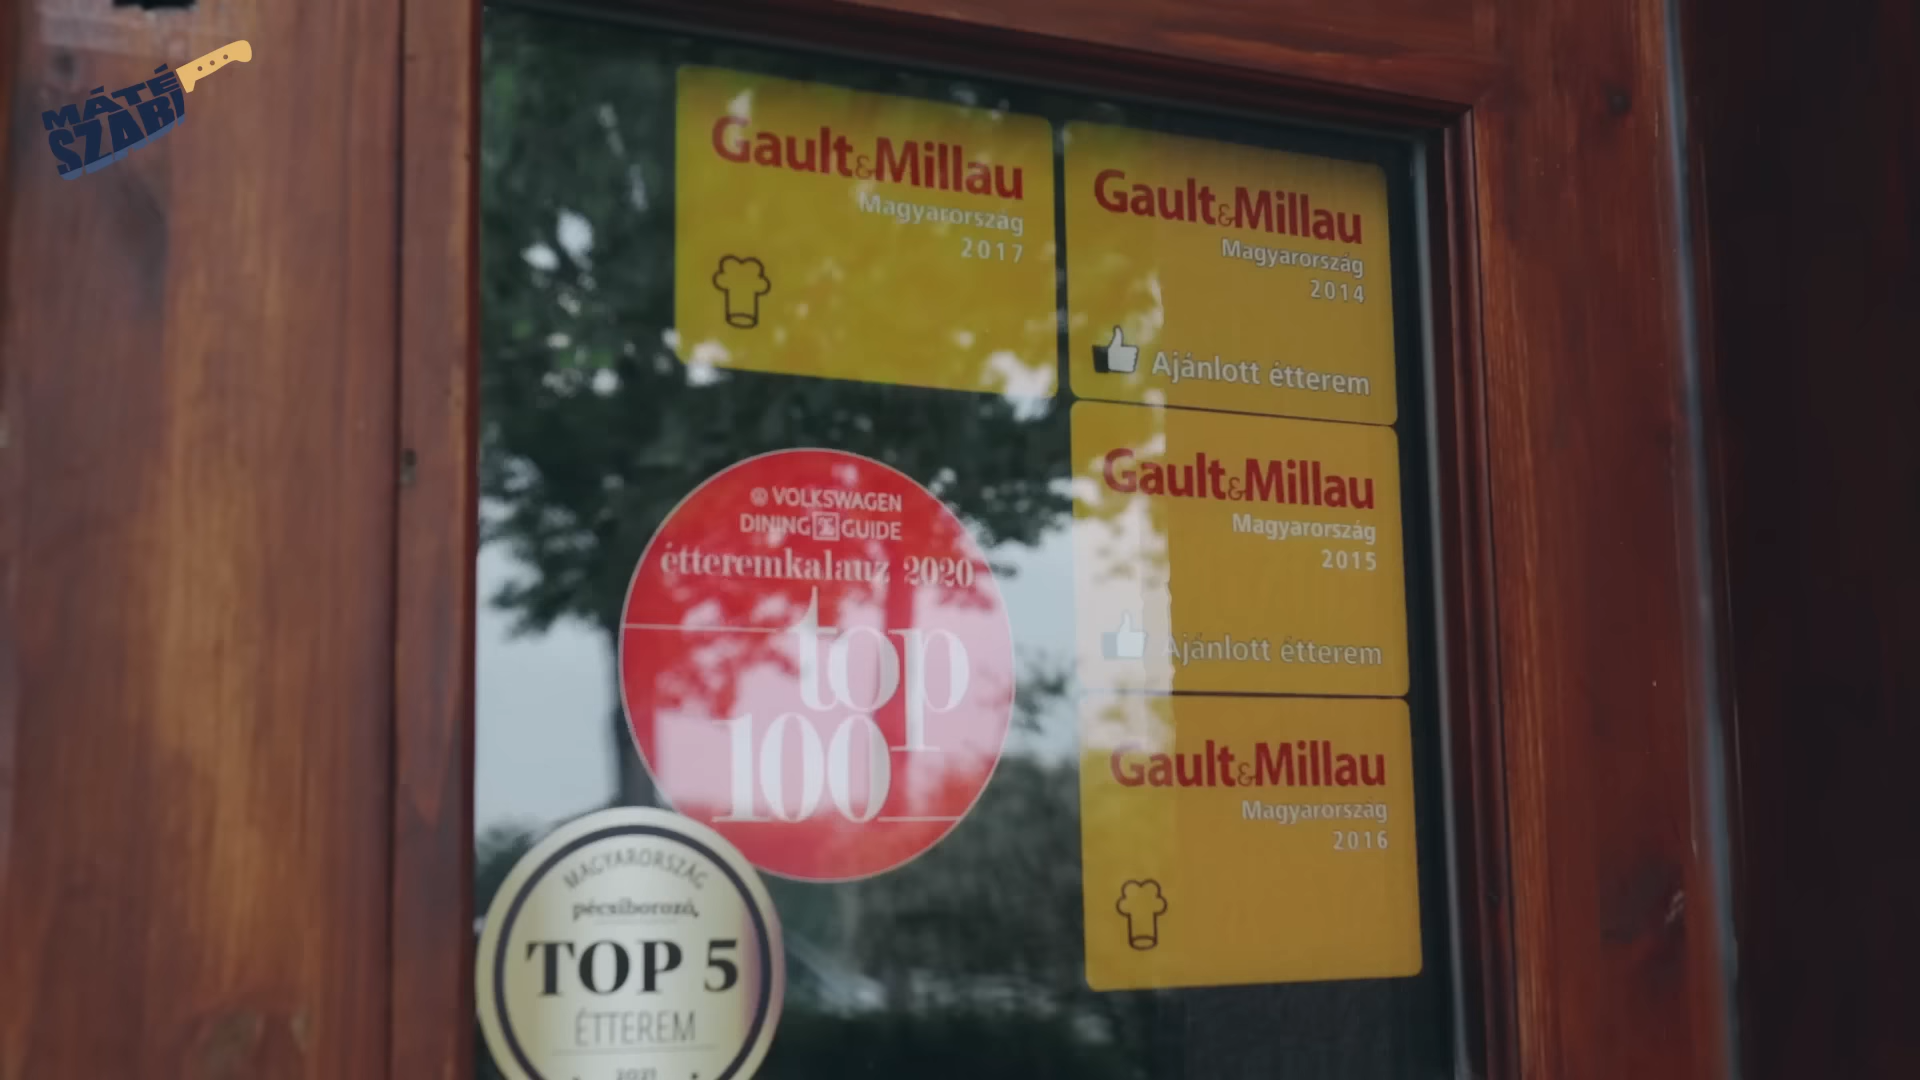 MÁTÉ
SZABI
Gault&Millau
Magyarország
2017
Gault&Millau
Magyarország
2014
Ajánlott étterem
Gault&Millau
Magyarország
2015
Ajánlott étterem
Gault&Millau
Magyarország
2016
VOLKSWAGEN
DINING GUIDE
étteremkalauz 2020
top
100
MAGYARORSZÁG
pécsiborozó
TOP 5
ÉTTEREM
2021